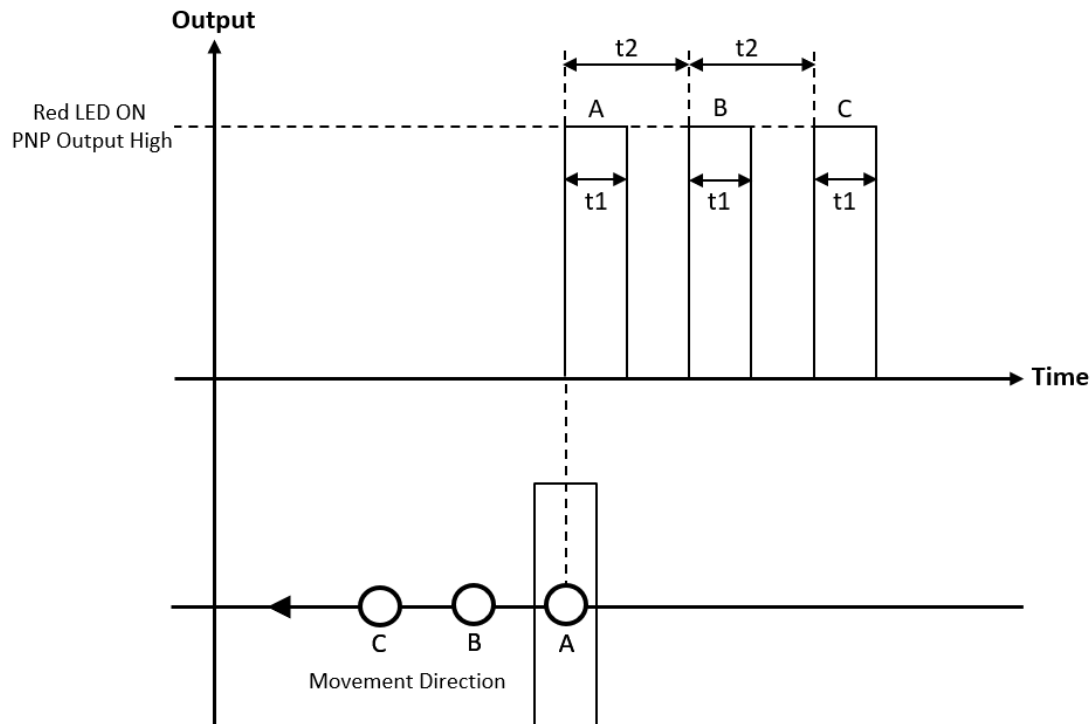 Output
t2 t2
Red LED ON
PNP Output High
A B C
t1 t1 t1
Time
C B A
Movement Direction